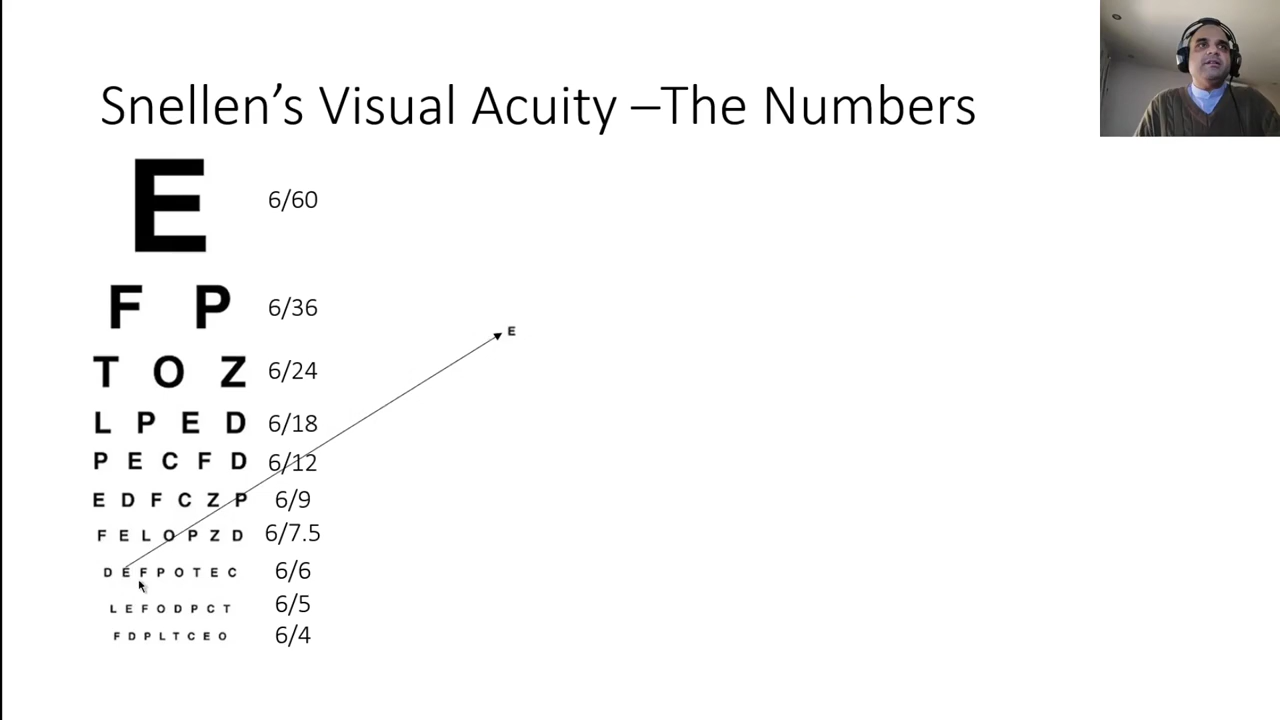 Snellen’s Visual Acuity –The Numbers
E 6/60
F P 6/36
E
T O Z 6/24
L P E D 6/18
P E C F D 6/12
E D F C Z P 6/9
F E L O P Z D 6/7.5
D E F P O T E C 6/6
L E F O D P C T 6/5
F D P L T C E O 6/4